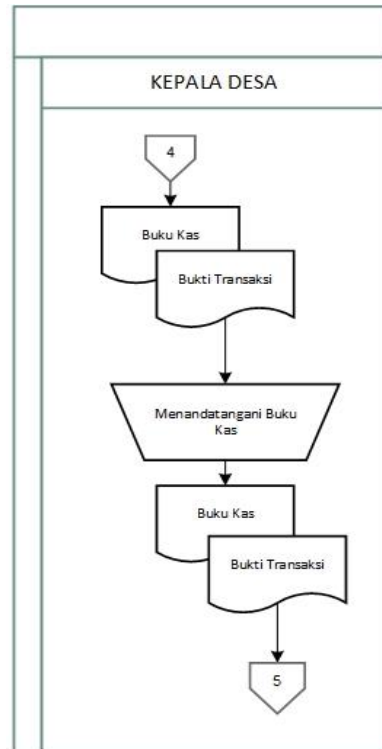 KEPALA DESA
4
Buku Kas
Bukti Transaksi
Menandatangani Buku
Kas
Buku Kas
Bukti Transaksi
5